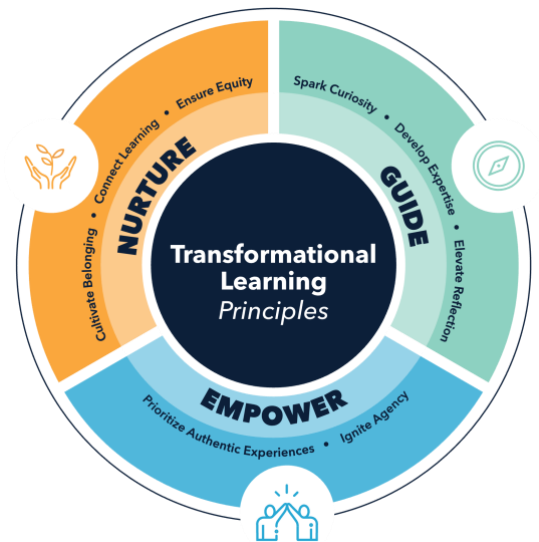 Transformational
Learning
Principles
NURTURE
Cultivate Belonging • Connect Learning • Ensure Equity
GUIDE
Spark Curiosity • Develop Expertise • Elevate Reflection
EMPOWER
Prioritize Authentic Experiences • Ignite Agency